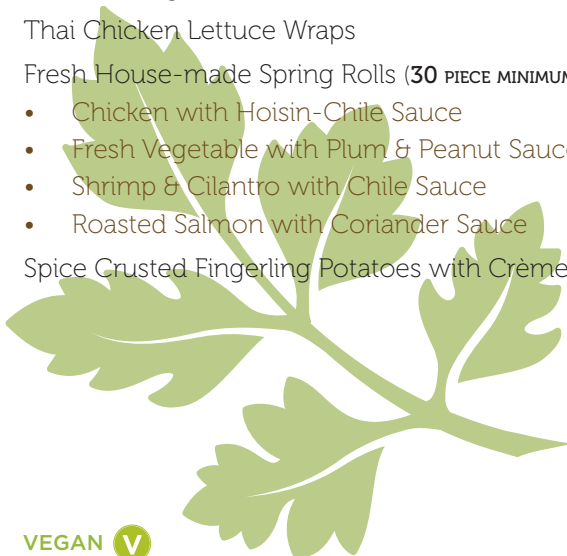 Thai Chicken Lettuce Wraps
Fresh House-made Spring Rolls (30 PIECE MINIMUM
• Chicken with Hoisin-Chile Sauce
• Fresh Vegetable with Plum & Peanut Sauce
• Shrimp & Cilantro with Chile Sauce
• Roasted Salmon with Coriander Sauce
Spice Crusted Fingerling Potatoes with Crème
VEGAN V